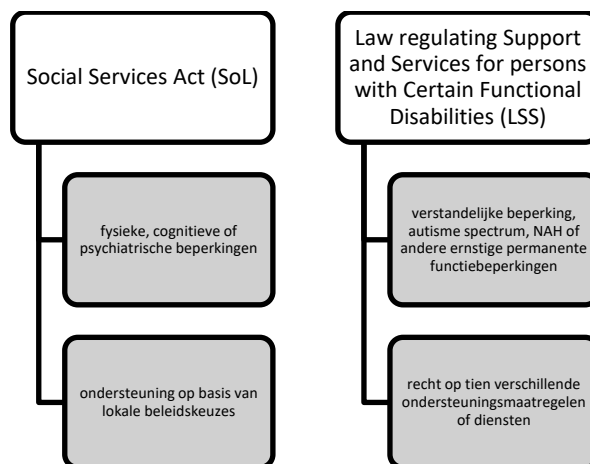 Social Services Act (SoL)
fysieke, cognitieve of
psychiatrische beperkingen
ondersteuning op basis van
lokale beleidskeuzes
Law regulating Support
and Services for persons
with Certain Functional
Disabilities (LSS)
verstandelijke beperking,
autisme spectrum, NAH of
andere ernstige permanente
functiebeperkingen
recht op tien verschillende
ondersteuningsmaatregelen
of diensten